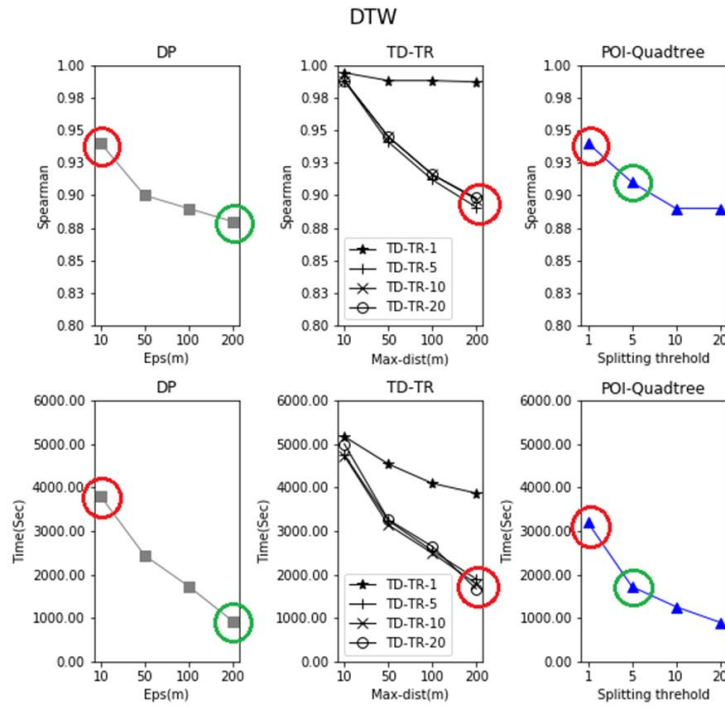 DTW
DP
TD-TR
POI-Quadtree
1.00
0.98
0.95
0.93
0.90
0.88
0.85
0.83
0.80
Spearman
10 50 100 200
Eps(m)
1.00
0.98
0.95
0.93
0.90
0.88
0.85
0.83
0.80
Spearman
TD-TR-1
TD-TR-5
TD-TR-10
TD-TR-20
10 50 100 200
Max-dist(m)
1.00
0.98
0.95
0.93
0.90
0.88
0.85
0.83
0.80
Spearman
1 5 10 20
Splitting threhold
DP
TD-TR
POI-Quadtree
6000.00
5000.00
4000.00
3000.00
2000.00
1000.00
0.00
Time(Sec)
10 50 100 200
Eps(m)
6000.00
5000.00
4000.00
3000.00
2000.00
1000.00
0.00
Time(Sec)
TD-TR-1
TD-TR-5
TD-TR-10
TD-TR-20
10 50 100 200
Max-dist(m)
6000.00
5000.00
4000.00
3000.00
2000.00
1000.00
0.00
Time(Sec)
1 5 10 20
Splitting threhold